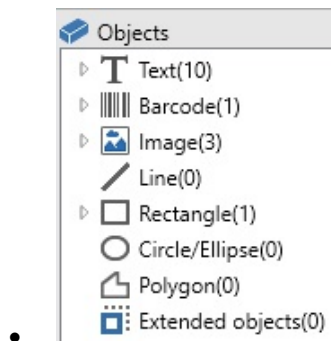 Objects
Text(10)
Barcode(1)
Image(3)
Line(0)
Rectangle(1)
Circle/Ellipse(0)
Polygon(0)
Extended objects(0)